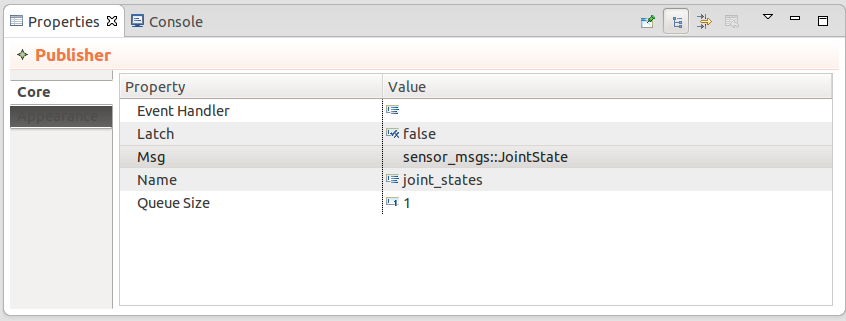 Properties Console
Publisher
Core
Appearance
Property Value
Event Handler
Latch false
Msg sensor_msgs::JointState
Name joint_states
Queue Size 1